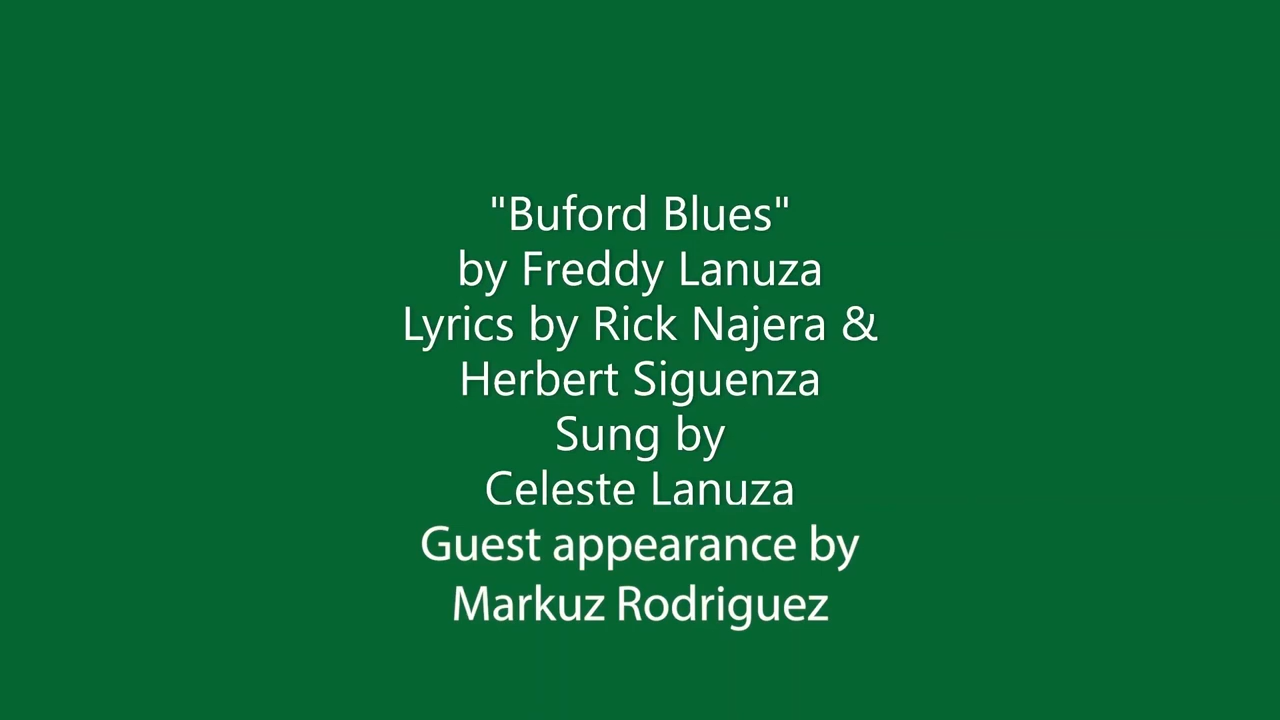 "Buford Blues"
by Freddy Lanuza
Lyrics by Rick Najera &
Herbert Siguenza
Sung by
Celeste Lanuza
Guest appearance by
Markuz Rodriguez